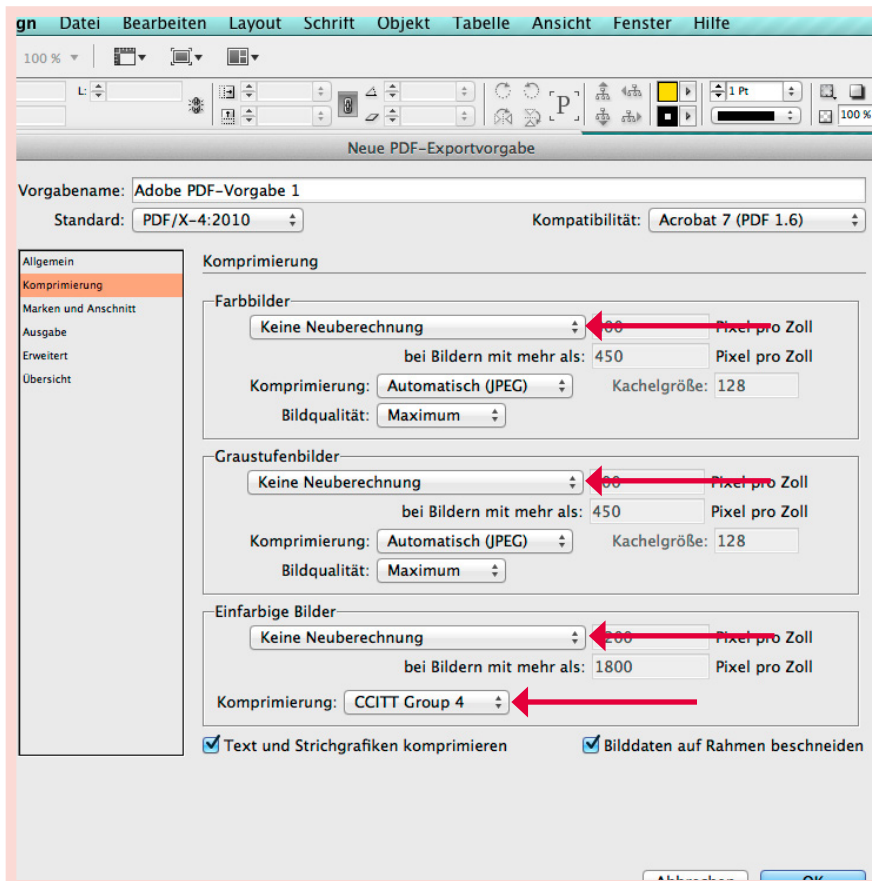 gn Datei Bearbeiten Layout Schrift Objekt Tabelle Ansicht Fenster Hilfe
100 %
L: 1 Pt
P 100 %
Neue PDF-Exportvorgabe
Vorgabename: Adobe PDF-Vorgabe 1
Standard: PDF/X-4:2010 Kompatibilität: Acrobat 7 (PDF 1.6)
Allgemein
Komprimierung
Marken und Anschnitt
Ausgabe
Erweitert
Übersicht
Komprimierung
Farbbilder
Keine Neuberechnung Pixel pro Zoll
bei Bildern mit mehr als: 450 Pixel pro Zoll
Komprimierung: Automatisch (JPEG) Kachelgröße: 128
Bildqualität: Maximum
Graustufenbilder
Keine Neuberechnung Pixel pro Zoll
bei Bildern mit mehr als: 450 Pixel pro Zoll
Komprimierung: Automatisch (JPEG) Kachelgröße: 128
Bildqualität: Maximum
Einfarbige Bilder
Keine Neuberechnung Pixel pro Zoll
bei Bildern mit mehr als: 1800 Pixel pro Zoll
Komprimierung: CCITT Group 4
Text und Strichgrafiken komprimieren Bilddaten auf Rahmen beschneiden
Abbrechen OK